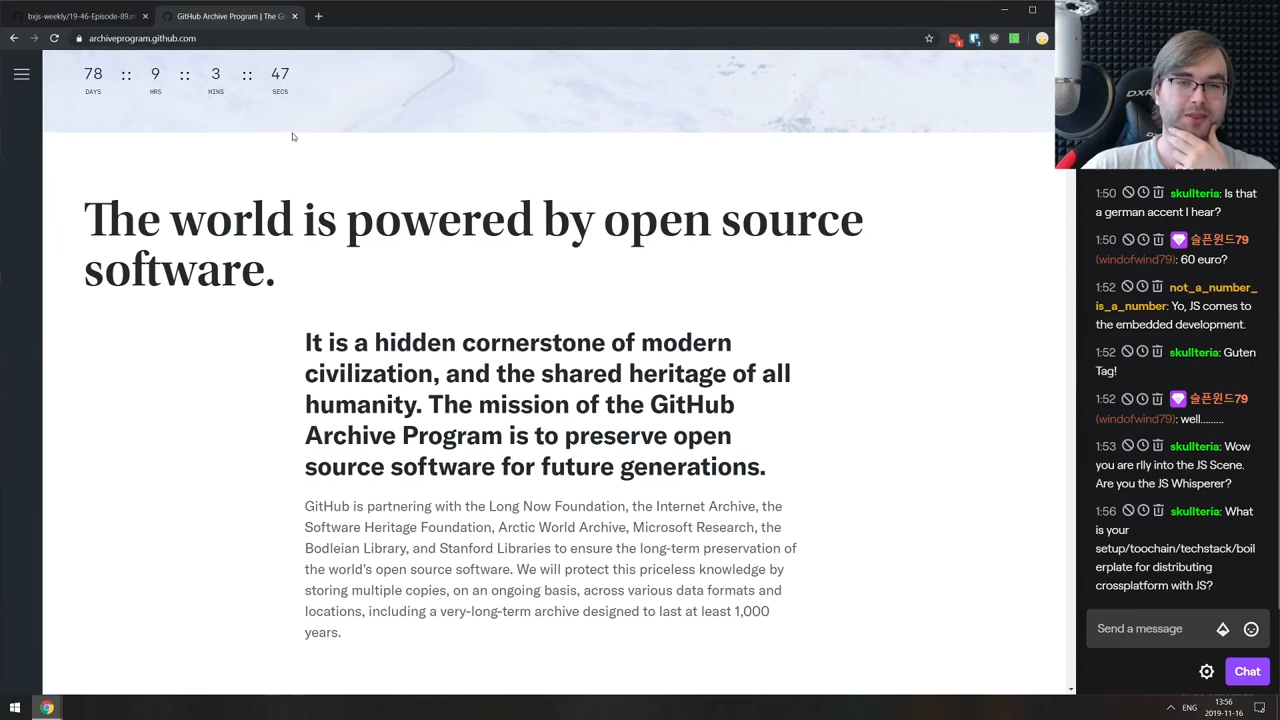 bxjs-weekly/19-46-Episode-89.m
GitHub Archive Program | The G
archiveprogram.github.com
78 :: 9 :: 3 :: 47
DAYS HRS MINS SECS
The world is powered by open source
software.
It is a hidden cornerstone of modern
civilization, and the shared heritage of all
humanity. The mission of the GitHub
Archive Program is to preserve open
source software for future generations.
GitHub is partnering with the Long Now Foundation, the Internet Archive, the
Software Heritage Foundation, Arctic World Archive, Microsoft Research, the
Bodleian Library, and Stanford Libraries to ensure the long-term preservation of
the world's open source software. We will protect this priceless knowledge by
storing multiple copies, on an ongoing basis, across various data formats and
locations, including a very-long-term archive designed to last at least 1,000
years.
DXR
1:50 skullteria: Is that
a german accent I hear?
1:50 슬픈윈드79
(windofwind79): 60 euro?
1:52 not_a_number_
is_a_number: Yo, JS comes to
the embedded development.
1:52 skullteria: Guten
Tag!
1:52 슬픈윈드79
(windofwind79): well.........
1:53 skullteria: Wow
you are rlly into the JS Scene.
Are you the JS Whisperer?
1:56 skullteria: What
is your
setup/toochain/techstack/boil
erplate for distributing
crossplatform with JS?
Send a message
Chat
ENG
13:56
2019-11-16